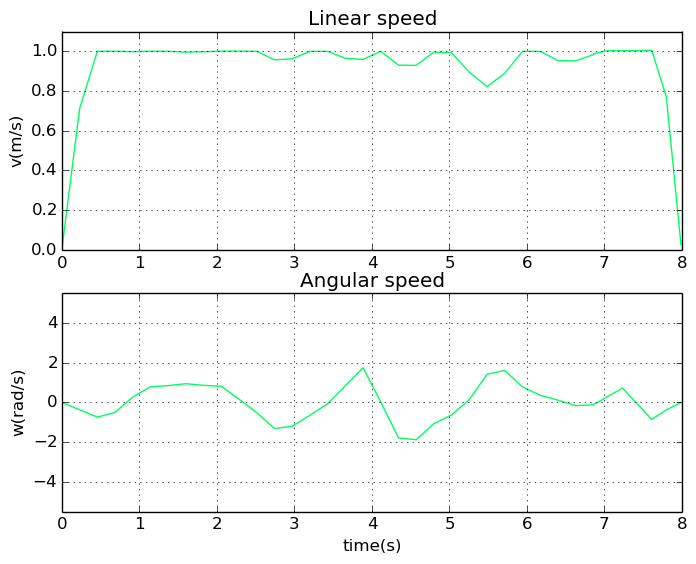 Linear speed
1.0
0.8
0.6
0.4
0.2
0.0
v(m/s)
0 1 2 3 4 5 6 7 8
Angular speed
4
2
0
−2
−4
w(rad/s)
0 1 2 3 4 5 6 7 8
time(s)